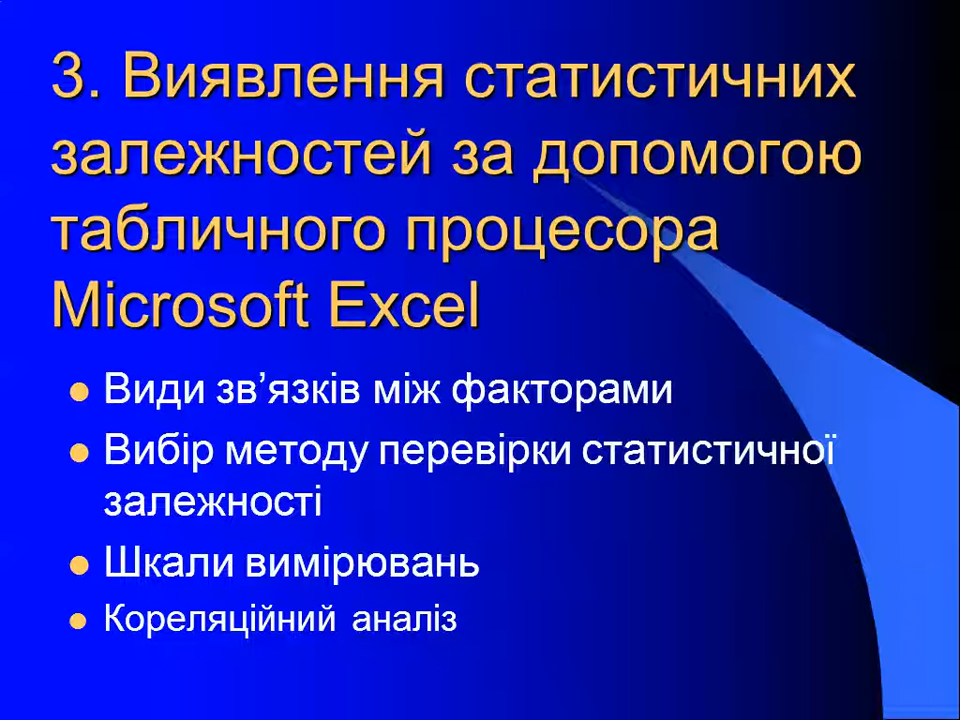 3. Виявлення статистичних
залежностей за допомогою
табличного процесора
Microsoft Excel
Види зв’язків між факторами
Вибір методу перевірки статистичної
залежності
Шкали вимірювань
Кореляційний аналіз